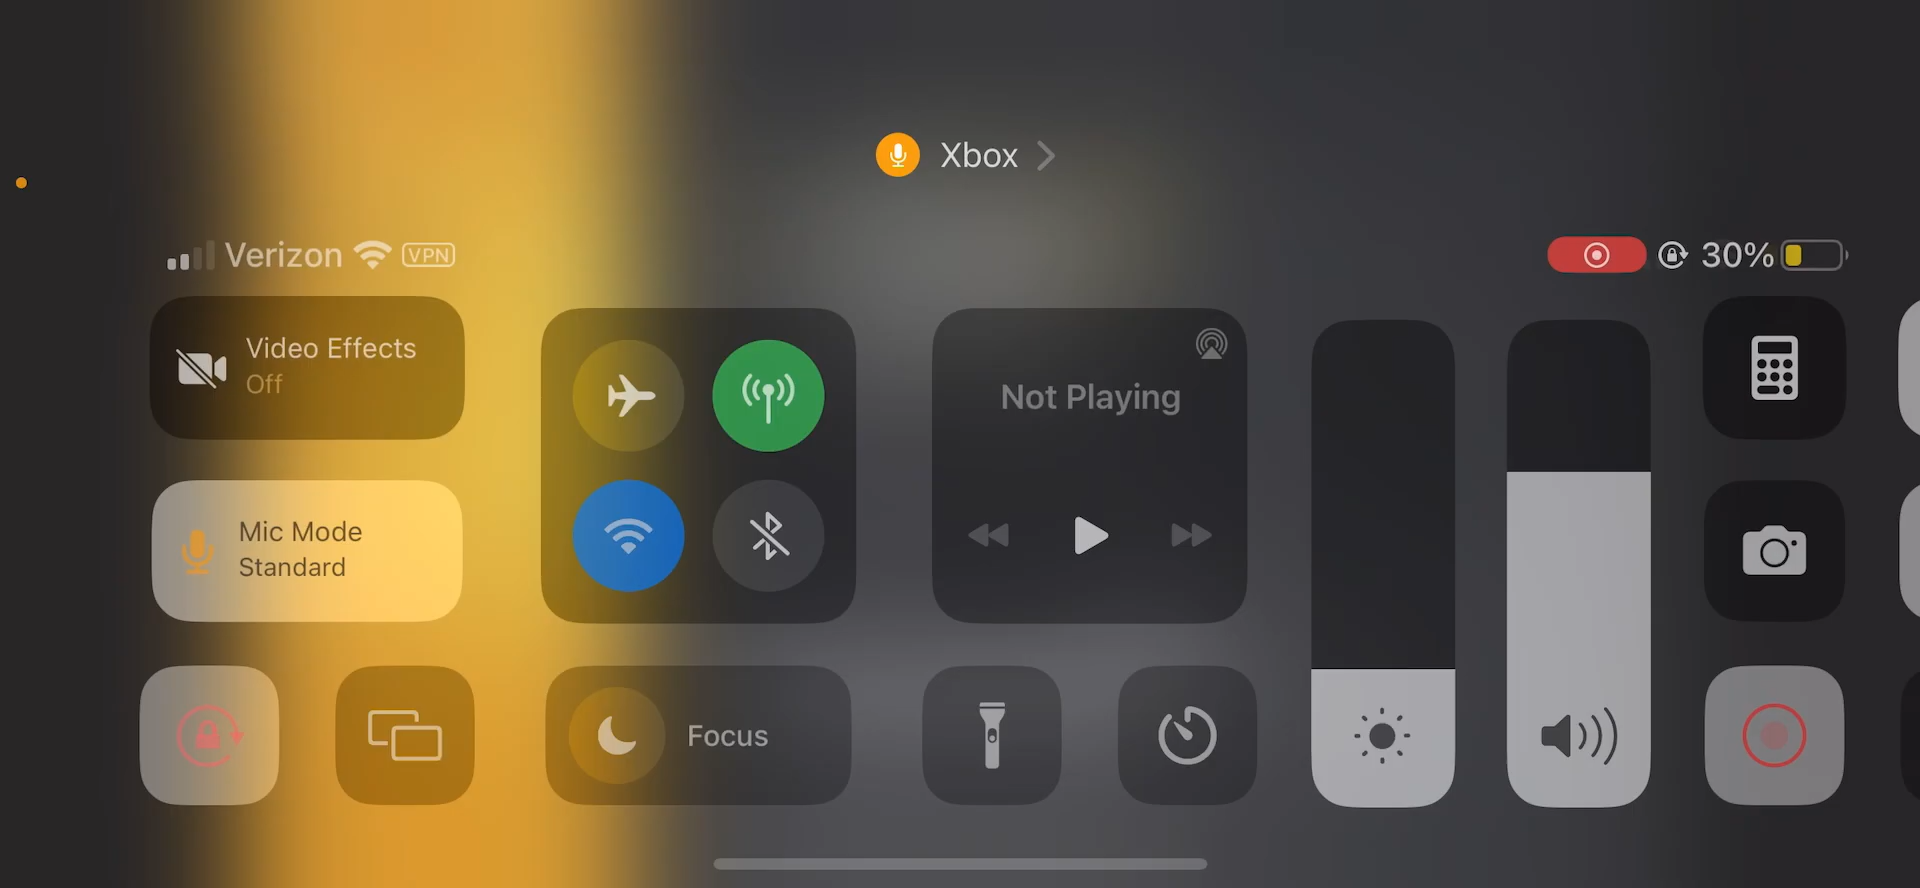 Xbox
Verizon VPN
30%
Video Effects
Off
Not Playing
Mic Mode
Standard
Focus